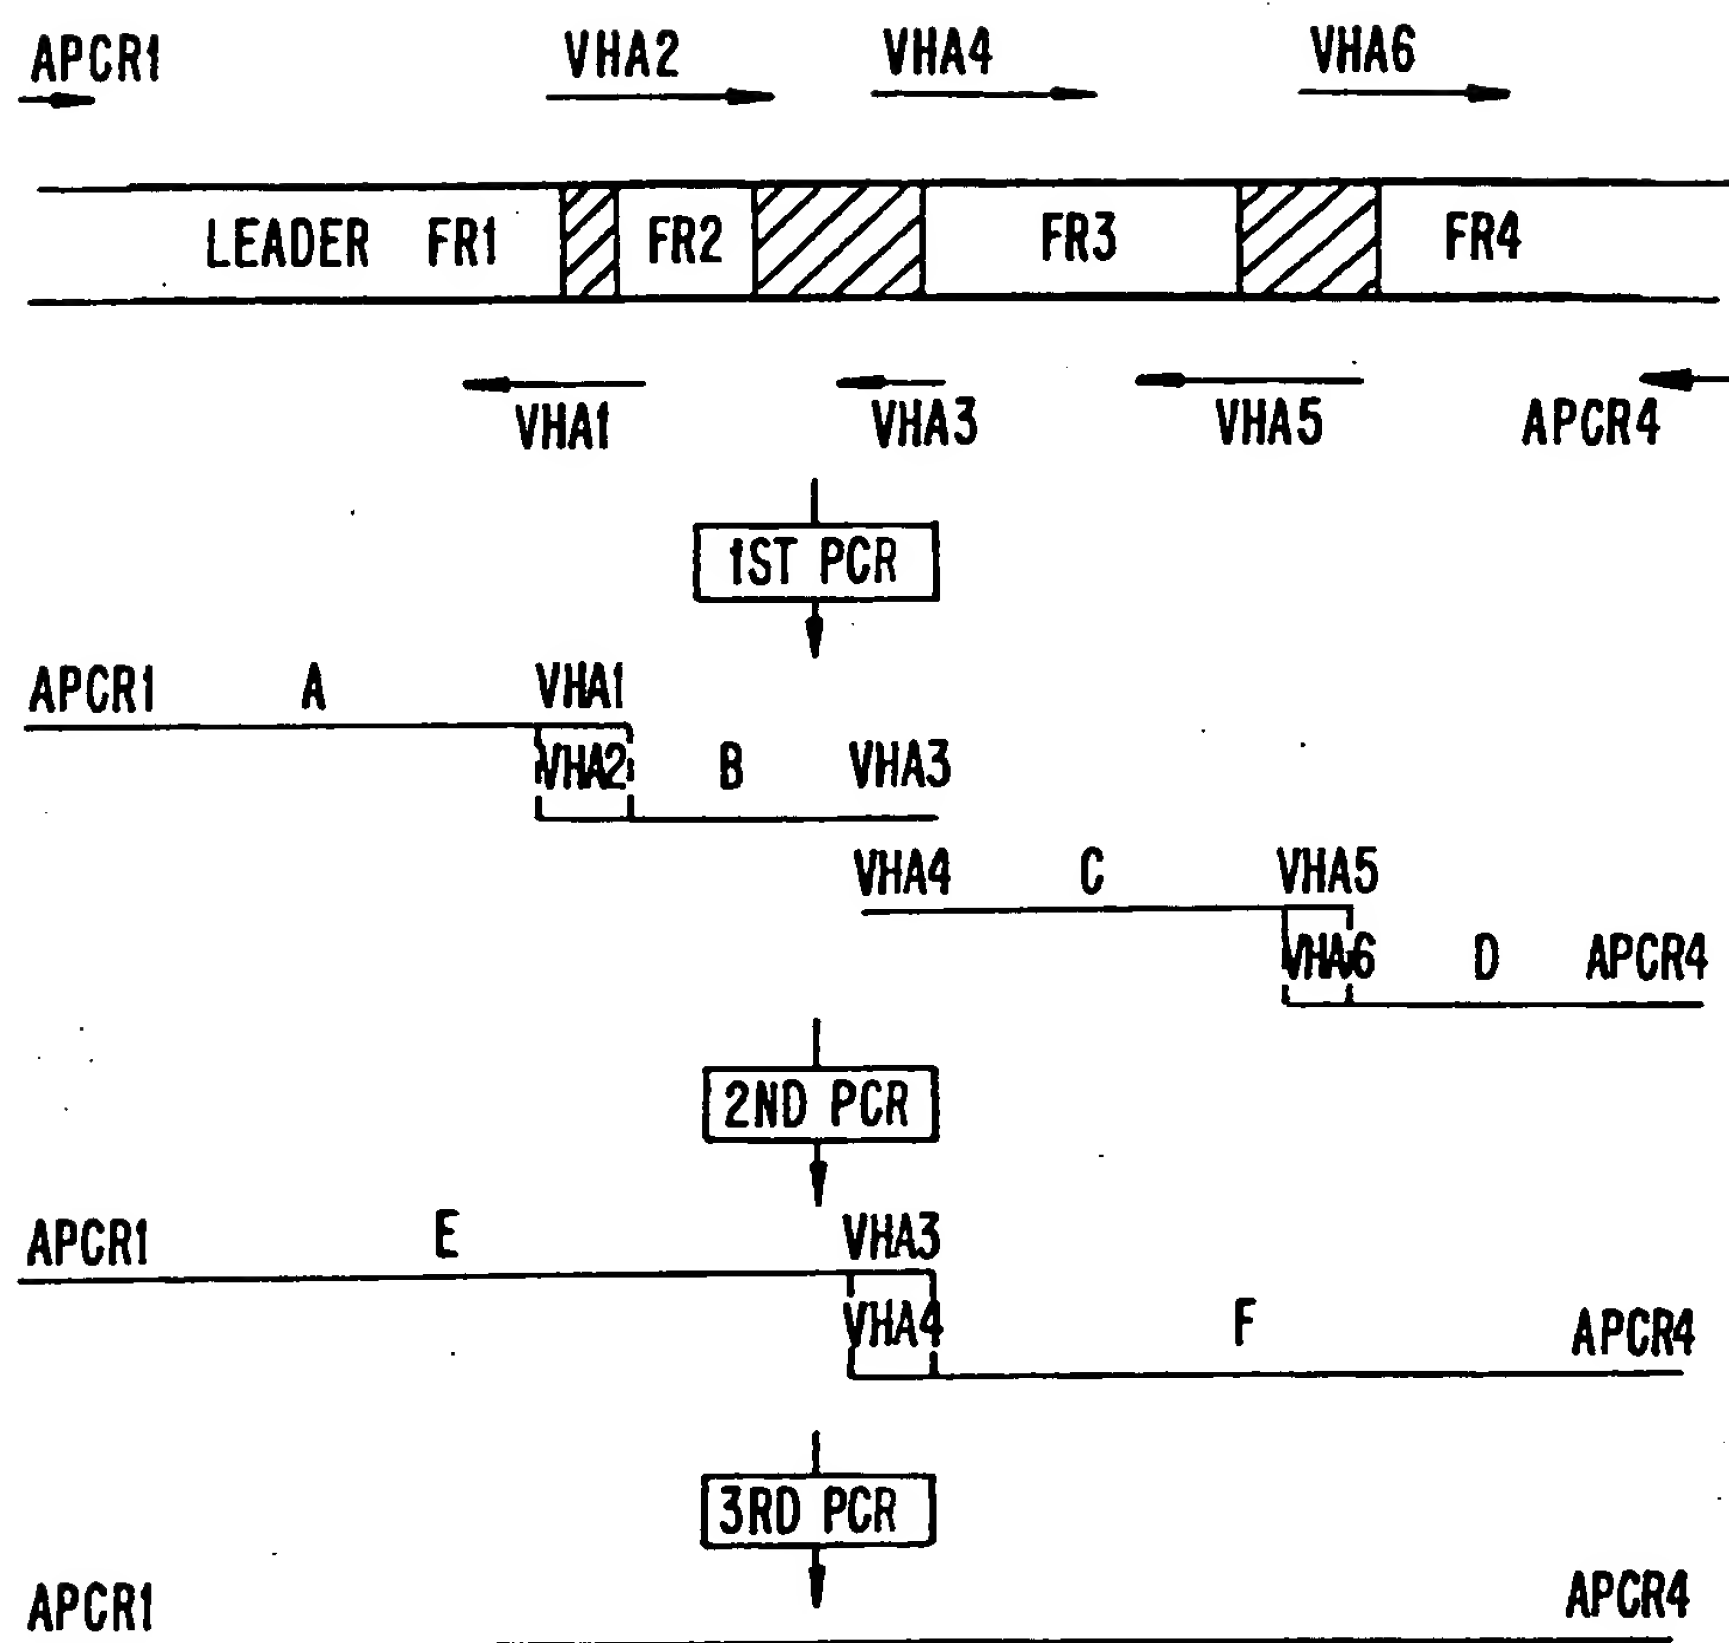 APCR1 VHA2 VHA4 VHA6
LEADER FR1 FR2 FR3 FR4
VHA1 VHA3 VHA5 APCR4
1ST PCR
APCR1 A VHA1
VHA2 B VHA3
VHA4 C VHA5
VHA6 D APCR4
2ND PCR
APCR1 E VHA3
VHA4 F APCR4
3RD PCR
APCR1 APCR4